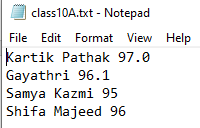 class10A.txt - Notepad
File Edit Format View Help
Kartik Pathak 97.0
Gayathri 96.1
Samya Kazmi 95
Shifa Majeed 96